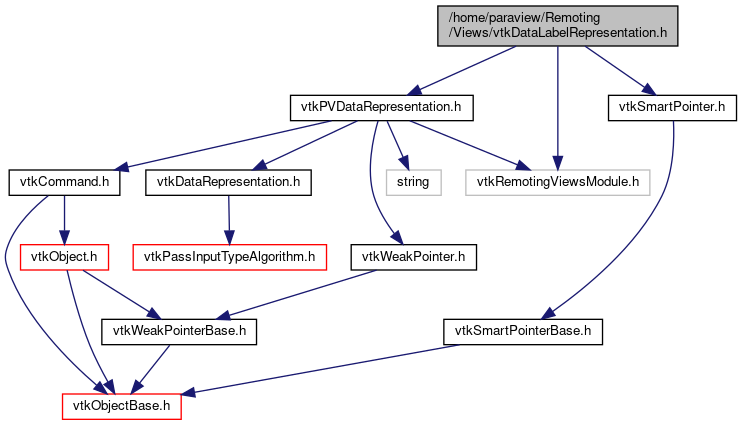 /home/paraview/Remoting
/Views/vtkDataLabelRepresentation.h
vtkPVDataRepresentation.h
vtkSmartPointer.h
vtkCommand.h
vtkDataRepresentation.h
string
vtkRemotingViewsModule.h
vtkObject.h
vtkPassInputTypeAlgorithm.h
vtkWeakPointer.h
vtkWeakPointerBase.h
vtkSmartPointerBase.h
vtkObjectBase.h